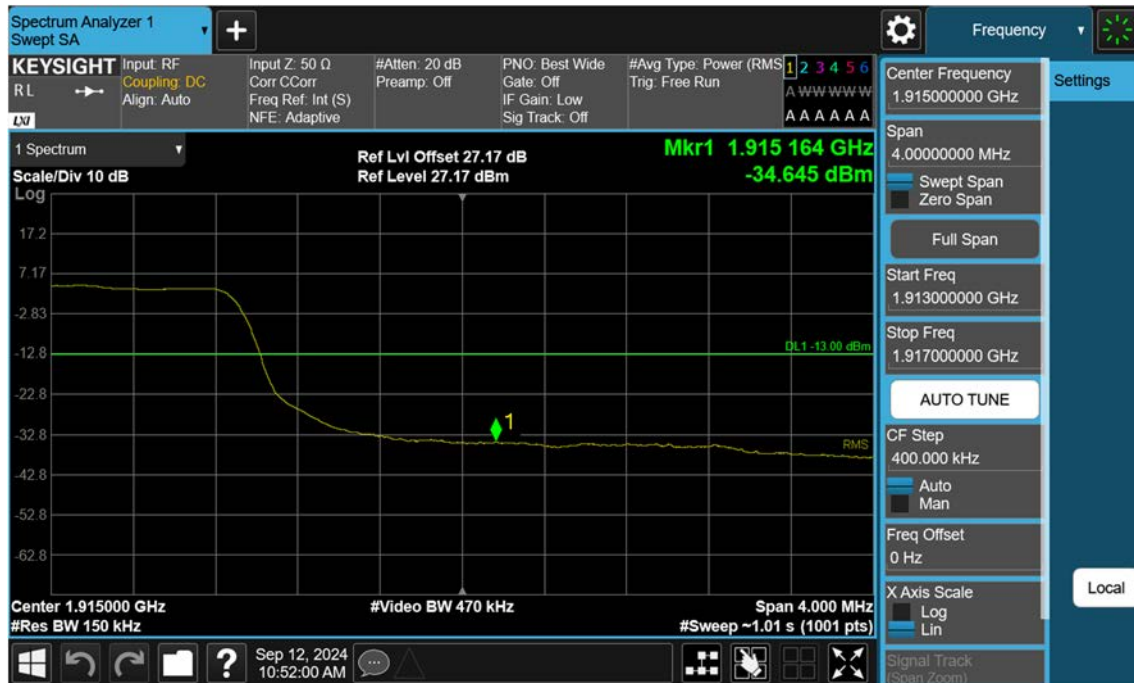 Spectrum Analyzer 1
Swept SA
+
Frequency
KEYSIGHT
RL
LXI
Input: RF
Coupling: DC
Align: Auto
Input Z: 50 Ω
Corr CCorr
Freq Ref: Int (S)
NFE: Adaptive
#Atten: 20 dB
Preamp: Off
PNO: Best Wide
Gate: Off
IF Gain: Low
Sig Track: Off
#Avg Type: Power (RMS
Trig: Free Run
1 2 3 4 5 6
A W W W W W
A A A A A A
1 Spectrum
Scale/Div 10 dB
Log
Ref Lvl Offset 27.17 dB
Ref Level 27.17 dBm
Mkr1 1.915 164 GHz
-34.645 dBm
17.2
7.17
-2.83
-12.8
-22.8
-32.8
-42.8
-52.8
-62.8
DL1 -13.00 dBm
1
RMS
Center 1.915000 GHz
#Res BW 150 kHz
#Video BW 470 kHz
Span 4.000 MHz
#Sweep ~1.01 s (1001 pts)
Center Frequency
1.915000000 GHz
Span
4.00000000 MHz
Swept Span
Zero Span
Full Span
Start Freq
1.913000000 GHz
Stop Freq
1.917000000 GHz
AUTO TUNE
CF Step
400.000 kHz
Auto
Man
Freq Offset
0 Hz
X Axis Scale
Log
Lin
Signal Track
(Span Zoom)
Settings
Local
?
Sep 12, 2024
10:52:00 AM